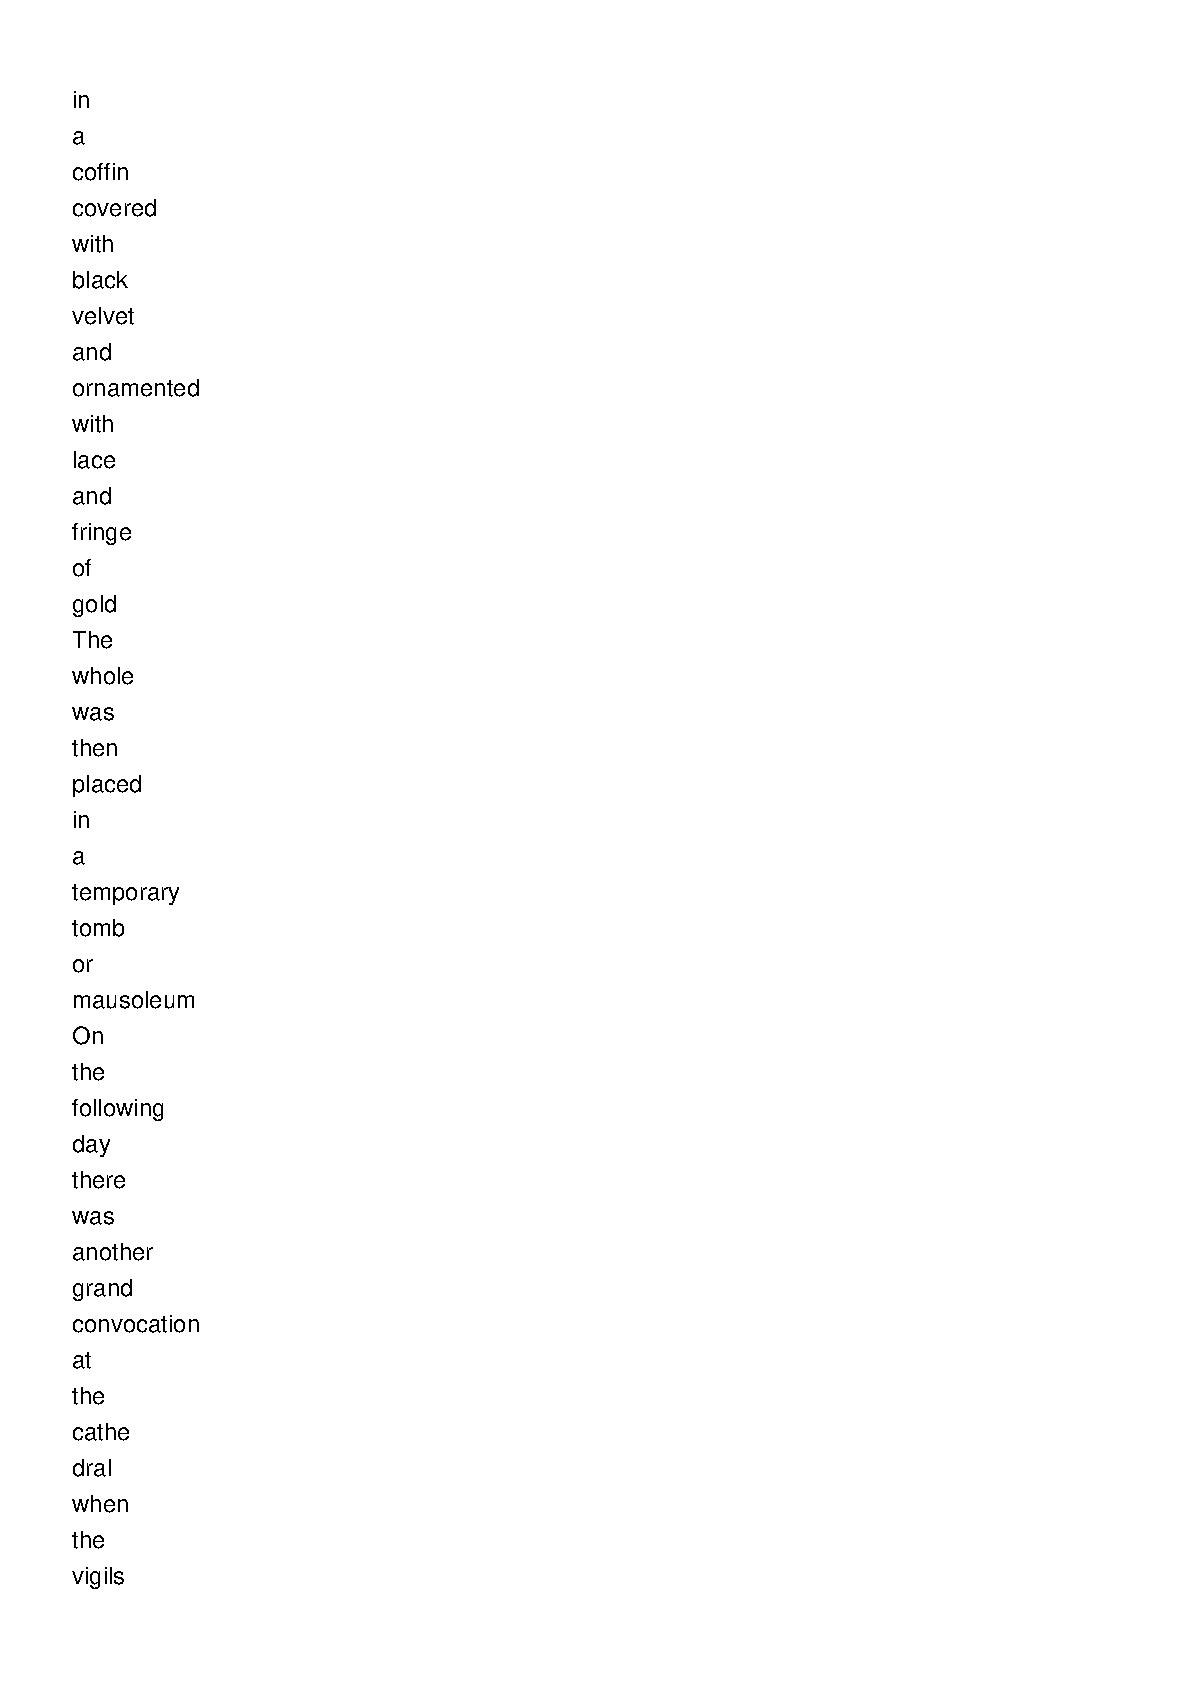 in
a
coffin
covered
with
black
velvet
and
ornamented
with
lace
and
fringe
of
gold
The
whole
was
then
placed
in
a
temporary
tomb
or
mausoleum
On
the
following
day
there
was
another
grand
convocation
at
the
cathe
dral
when
the
vigils